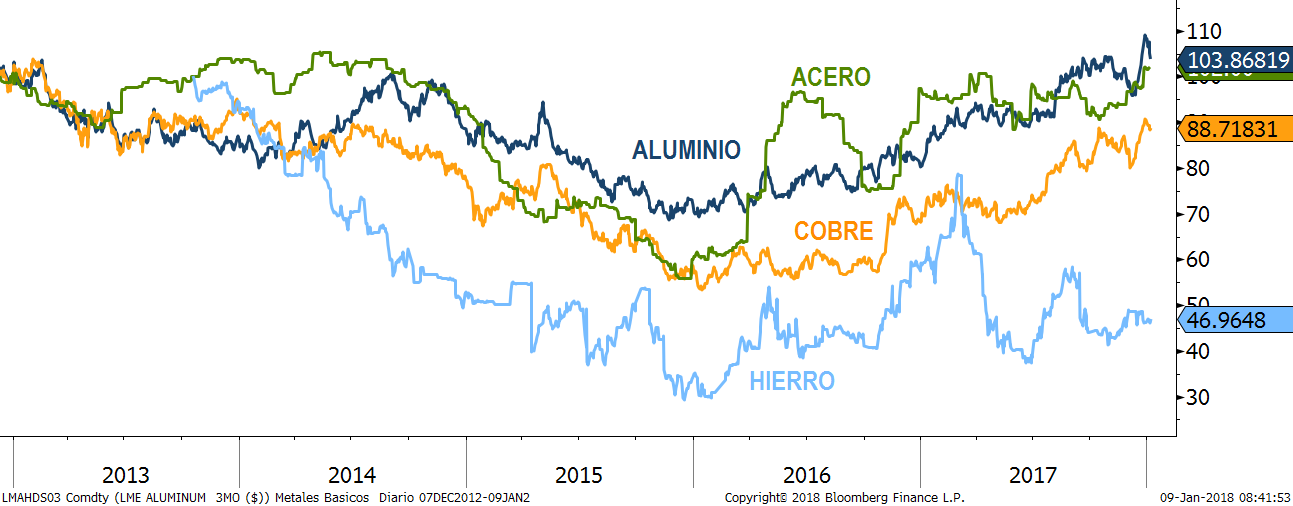 110
103.86819
100
ACERO
88.71831
ALUMINIO
80
70
COBRE
60
50
46.9648
40
HIERRO
30
2013 2014 2015 2016 2017
LMAHDS03 Comdty (LME ALUMINUM 3MO ($)) Metales Basicos Diario 07DEC2012-09JAN2 Copyright© 2018 Bloomberg Finance L.P. 09-Jan-2018 08:41:53